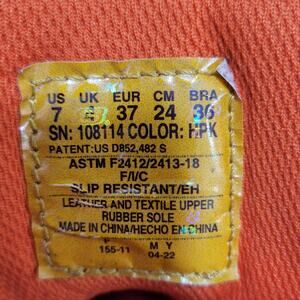 US UK EUR CM BRA
7 4 37 24 36
SN: 108114 COLOR: HPK
PATENT:US D852,482 S
ASTM F2412/2413-18
F/I/C
SLIP RESISTANT/EH
LEATHER AND TEXTILE UPPER
RUBBER SOLE
MADE IN CHINA/HECHO EN CHINA
F M Y
155-11 04-22